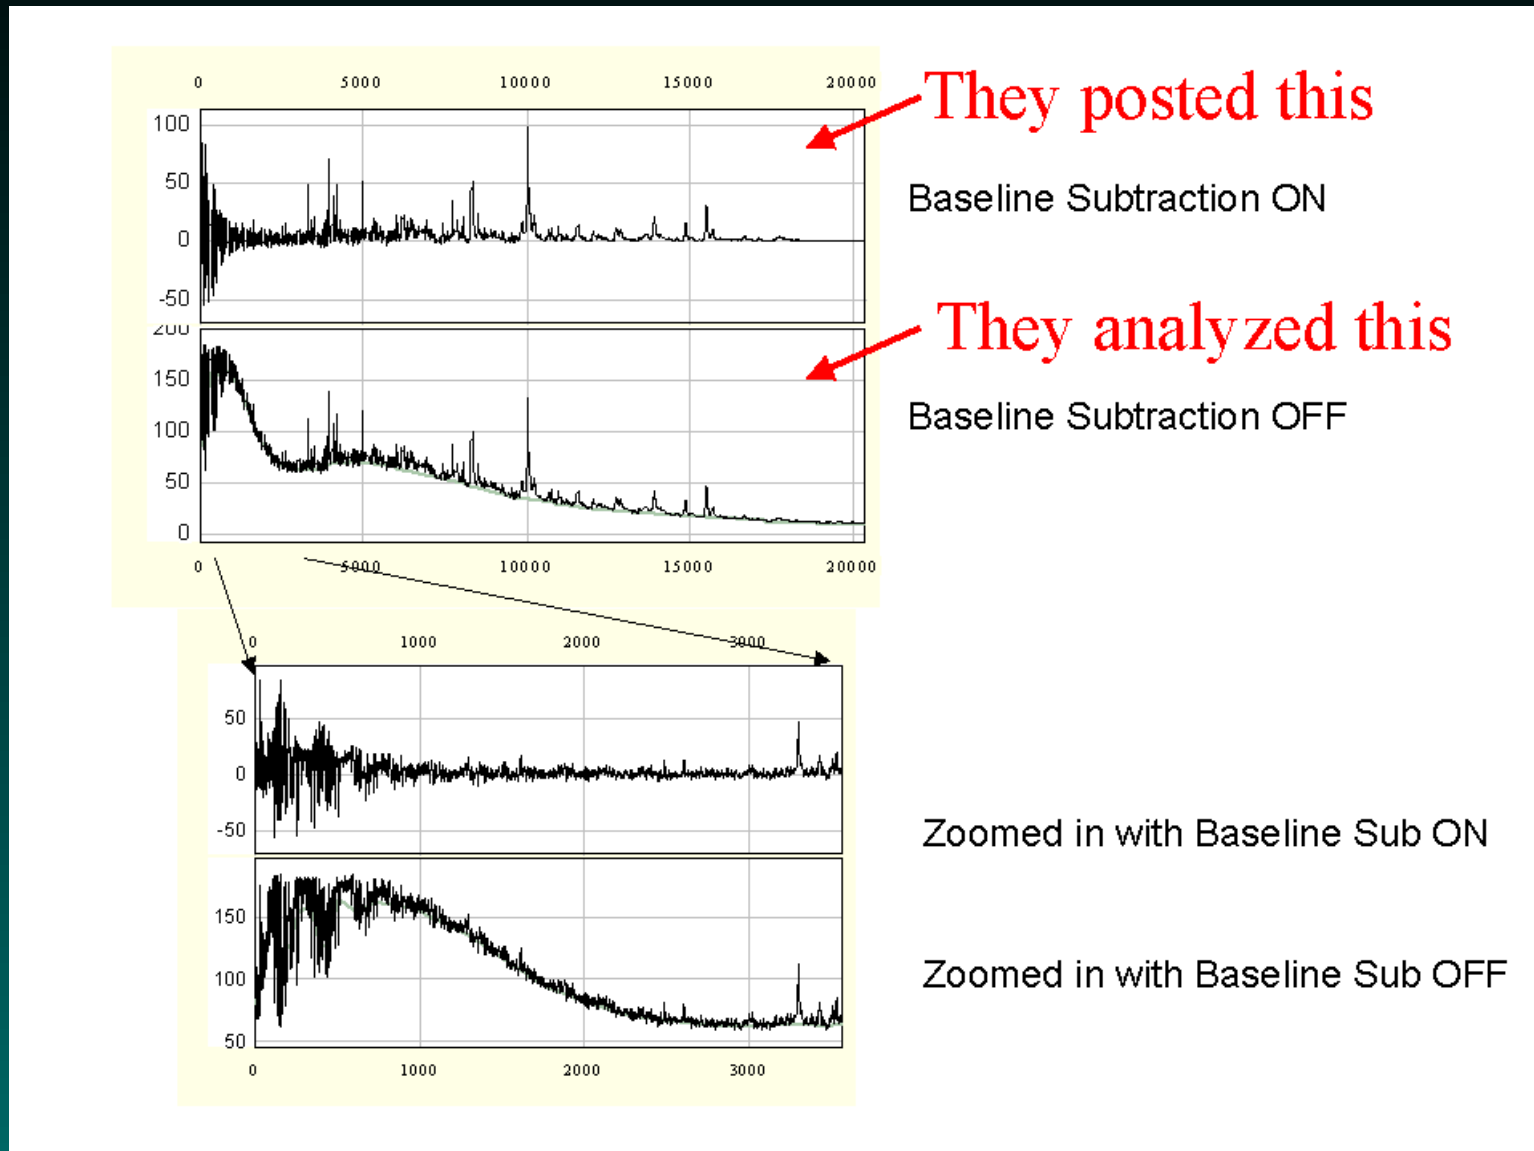 0 5000 10000 15000 20000
100
50
0
-50
They posted this
Baseline Subtraction ON
200
150
100
50
0
They analyzed this
Baseline Subtraction OFF
0 5000 10000 15000 20000
0 1000 2000 3000
50
0
-50
Zoomed in with Baseline Sub ON
150
100
50
Zoomed in with Baseline Sub OFF
0 1000 2000 3000